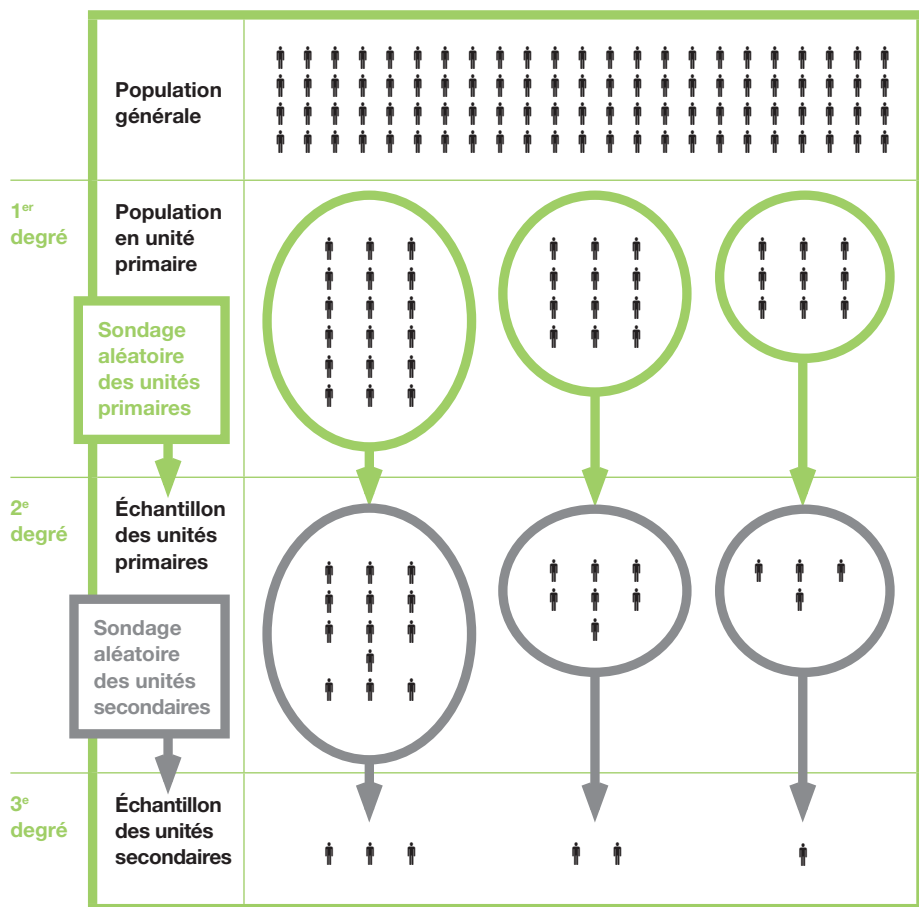 Population
générale
1er
degré
Population
en unité
primaire
Sondage
aléatoire
des unités
primaires
2e
degré
Échantillon
des unités
primaires
Sondage
aléatoire
des unités
secondaires
3e
degré
Échantillon
des unités
secondaires